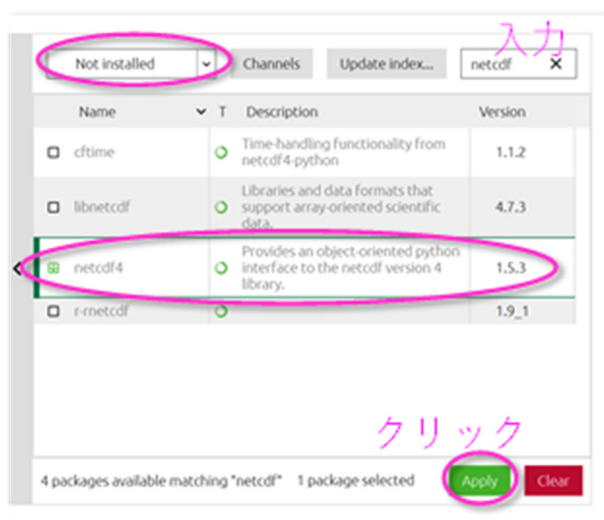 入力
Not installed Channels Update index... netcdf
Name T Description Version
cftime Time-handling functionality from netcdf4-python 1.1.2
libnetcdf Libraries and data formats that support array-oriented scientific data. 4.7.3
netcdf4 Provides an object-oriented python interface to the netcdf version 4 library. 1.5.3
r-rnetcdf 1.9_1
クリック
4 packages available matching "netcdf" 1 package selected Apply Clear